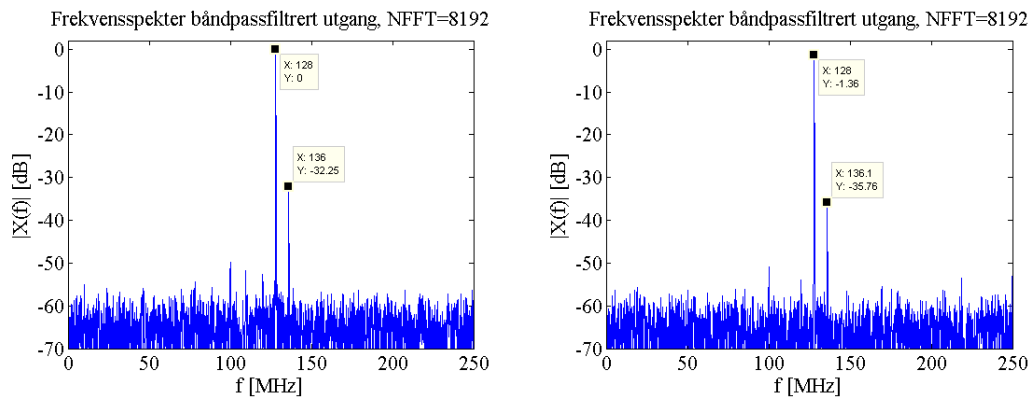 Frekvensspekter båndpassfiltrert utgang, NFFT=8192
0
-10
-20
-30
-40
-50
-60
-70
|X(f)| [dB]
X: 128
Y: 0
X: 136
Y: -32.25
0
50
100
150
200
250
f [MHz]
Frekvensspekter båndpassfiltrert utgang, NFFT=8192
0
-10
-20
-30
-40
-50
-60
-70
|X(f)| [dB]
X: 128
Y: -1.36
X: 136.1
Y: -35.76
0
50
100
150
200
250
f [MHz]